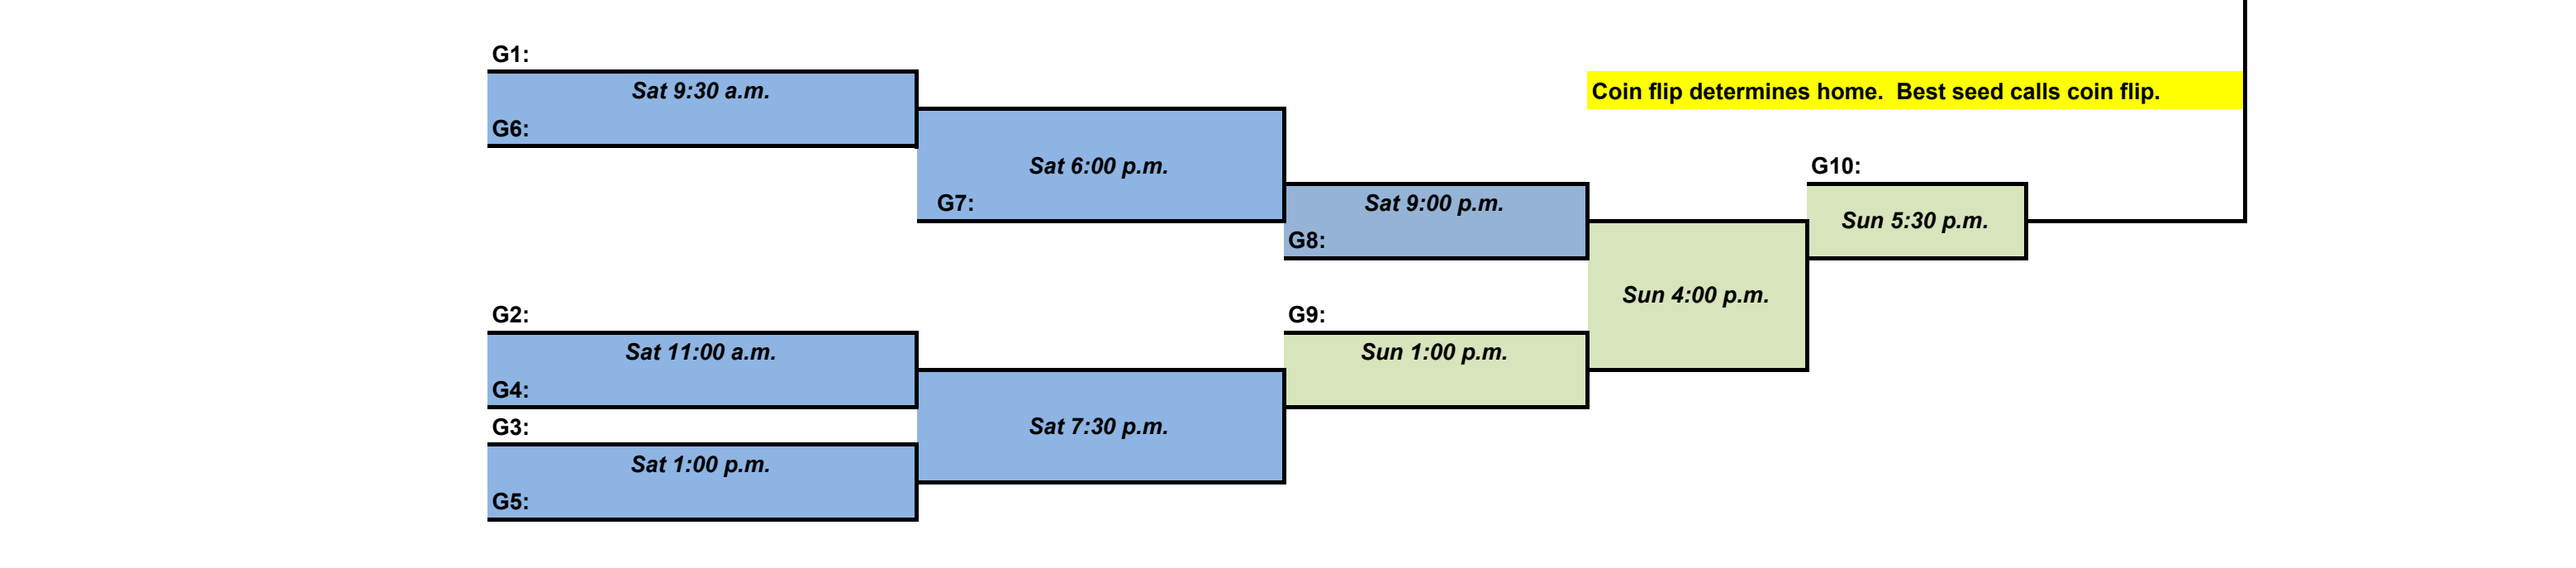 G1:
Sat 9:30 a.m.
Coin flip determines home.  Best seed calls coin flip.
G6:
Sat 6:00 p.m.
G10:
G7:
Sat 9:00 p.m.
Sun 5:30 p.m.
G8:
Sun 4:00 p.m.
G2:
G9:
Sat 11:00 a.m.
Sun 1:00 p.m.
G4:
G3:
Sat 7:30 p.m.
Sat 1:00 p.m.
G5: